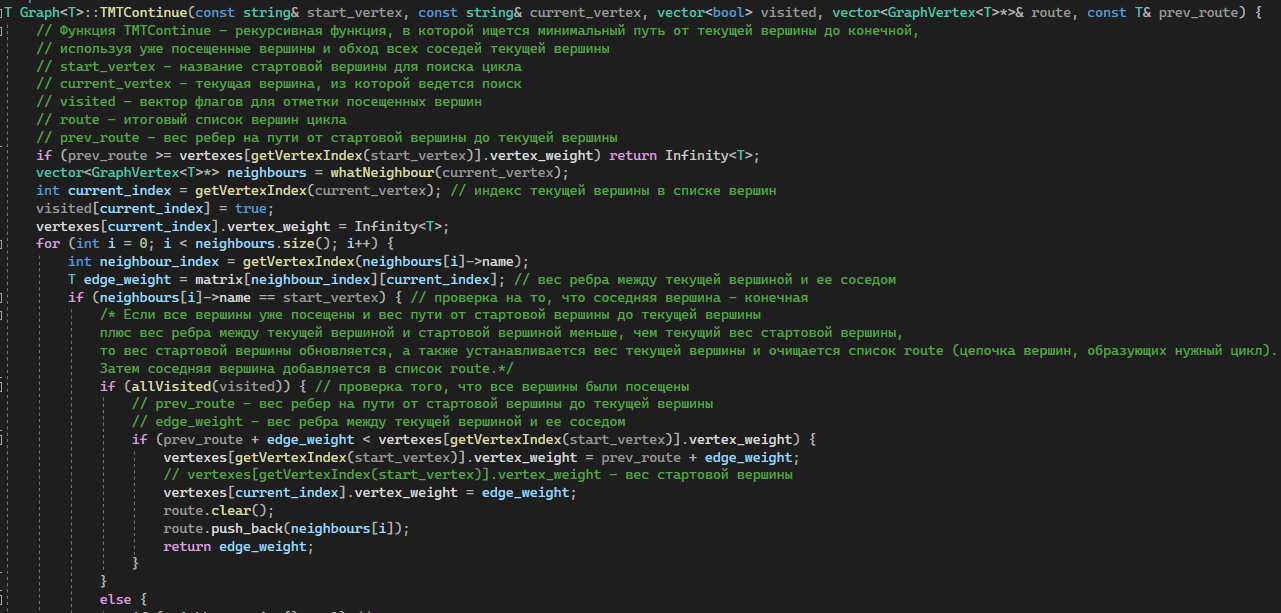 T Graph<T>::TMTContinue(const string& start_vertex, const string& current_vertex, vector<bool> visited, vector<GraphVertex<T>*>& route, const T& prev_route) {
// Функция TMTContinue – рекурсивная функция, в которой ищется минимальный путь от текущей вершины до конечной,
// используя уже посещенные вершины и обход всех соседей текущей вершины
// start_vertex – название стартовой вершины для поиска цикла
// current_vertex – текущая вершина, из которой ведется поиск
// visited – вектор флагов для отметки посещенных вершин
// route – итоговый список вершин цикла
// prev_route – вес ребер на пути от стартовой вершины до текущей вершины
if (prev_route >= vertexes[getVertexIndex(start_vertex)].vertex_weight) return Infinity<T>;
vector<GraphVertex<T>*> neighbours = whatNeighbour(current_vertex);
int current_index = getVertexIndex(current_vertex); // индекс текущей вершины в списке вершин
visited[current_index] = true;
vertexes[current_index].vertex_weight = Infinity<T>;
for (int i = 0; i < neighbours.size(); i++) {
int neighbour_index = getVertexIndex(neighbours[i]->name);
T edge_weight = matrix[neighbour_index][current_index]; // вес ребра между текущей вершиной и ее соседом
if (neighbours[i]->name == start_vertex) { // проверка на то, что соседняя вершина – конечная
/* Если все вершины уже посещены и вес пути от стартовой вершины до текущей вершины
плюс вес ребра между текущей вершиной и стартовой вершиной меньше, чем текущий вес стартовой вершины,
то вес стартовой вершины обновляется, а также устанавливается вес текущей вершины и очищается список route (цепочка вершин, образующих нужный цикл).
Затем соседняя вершина добавляется в список route.*/
if (allVisited(visited)) { // проверка того, что все вершины были посещены
// prev_route – вес ребер на пути от стартовой вершины до текущей вершины
// edge_weight – вес ребра между текущей вершиной и ее соседом
if (prev_route + edge_weight < vertexes[getVertexIndex(start_vertex)].vertex_weight) {
vertexes[getVertexIndex(start_vertex)].vertex_weight = prev_route + edge_weight;
// vertexes[getVertexIndex(start_vertex)].vertex_weight – вес стартовой вершины
vertexes[current_index].vertex_weight = edge_weight;
route.clear();
route.push_back(neighbours[i]);
return edge_weight;
}
}
else {